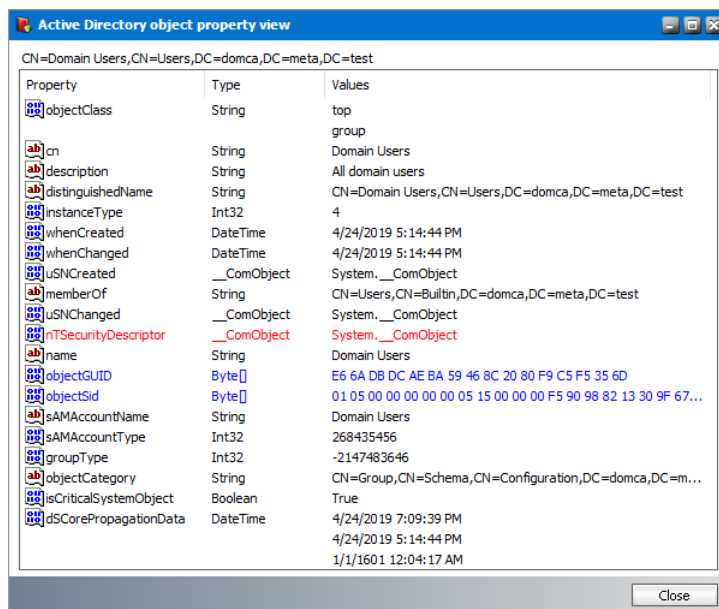 Active Directory object property view
CN=Domain Users,CN=Users,DC=domca,DC=meta,DC=test
Property Type Values
objectClass String top
group
cn String Domain Users
description String All domain users
distinguishedName String CN=Domain Users,CN=Users,DC=domca,DC=meta,DC=test
instanceType Int32 4
whenCreated DateTime 4/24/2019 5:14:44 PM
whenChanged DateTime 4/24/2019 5:14:44 PM
uSNCreated __ComObject System.__ComObject
memberOf String CN=Users,CN=Builtin,DC=domca,DC=meta,DC=test
uSNChanged __ComObject System.__ComObject
nTSecurityDescriptor __ComObject System.__ComObject
name String Domain Users
objectGUID Byte[] E6 6A DB DC AE BA 59 46 8C 20 80 F9 C5 F5 35 6D
objectSid Byte[] 01 05 00 00 00 00 00 05 15 00 00 00 F5 90 98 82 13 30 9F 67...
sAMAccountName String Domain Users
sAMAccountType Int32 268435456
groupType Int32 -2147483646
objectCategory String CN=Group,CN=Schema,CN=Configuration,DC=domca,DC=m...
isCriticalSystemObject Boolean True
dSCorePropagationData DateTime 4/24/2019 7:09:39 PM
4/24/2019 5:14:44 PM
1/1/1601 12:04:17 AM
Close